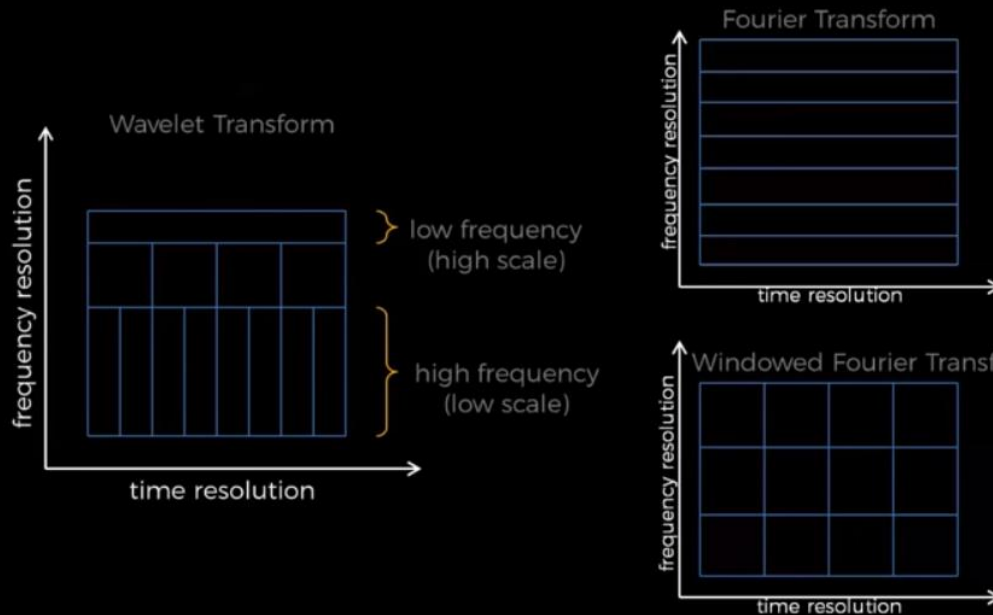 Wavelet Transform
frequency resolution
low frequency
(high scale)
high frequency
(low scale)
time resolution
Fourier Transform
frequency resolution
time resolution
Windowed Fourier Transf
frequency resolution
time resolution